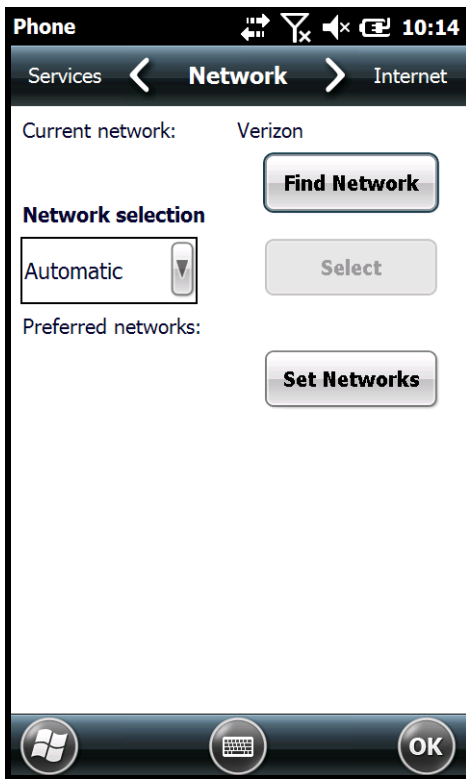 Phone 10:14
Services Network Internet
Current network: Verizon
Find Network
Network selection
Automatic
Select
Preferred networks:
Set Networks
OK